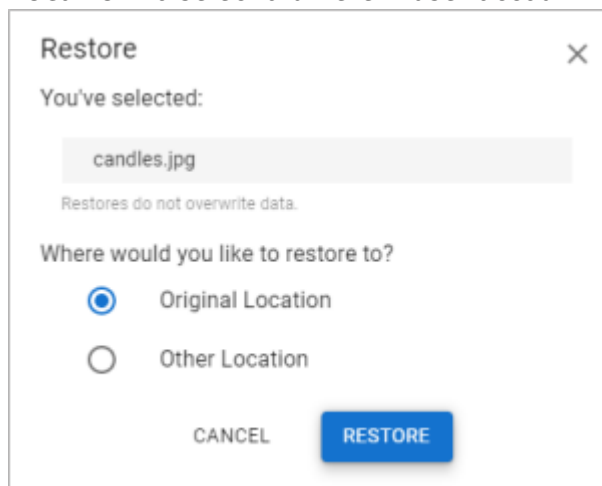 Restore
You've selected:
candles.jpg
Restores do not overwrite data.
Where would you like to restore to?
Original Location
Other Location
CANCEL RESTORE